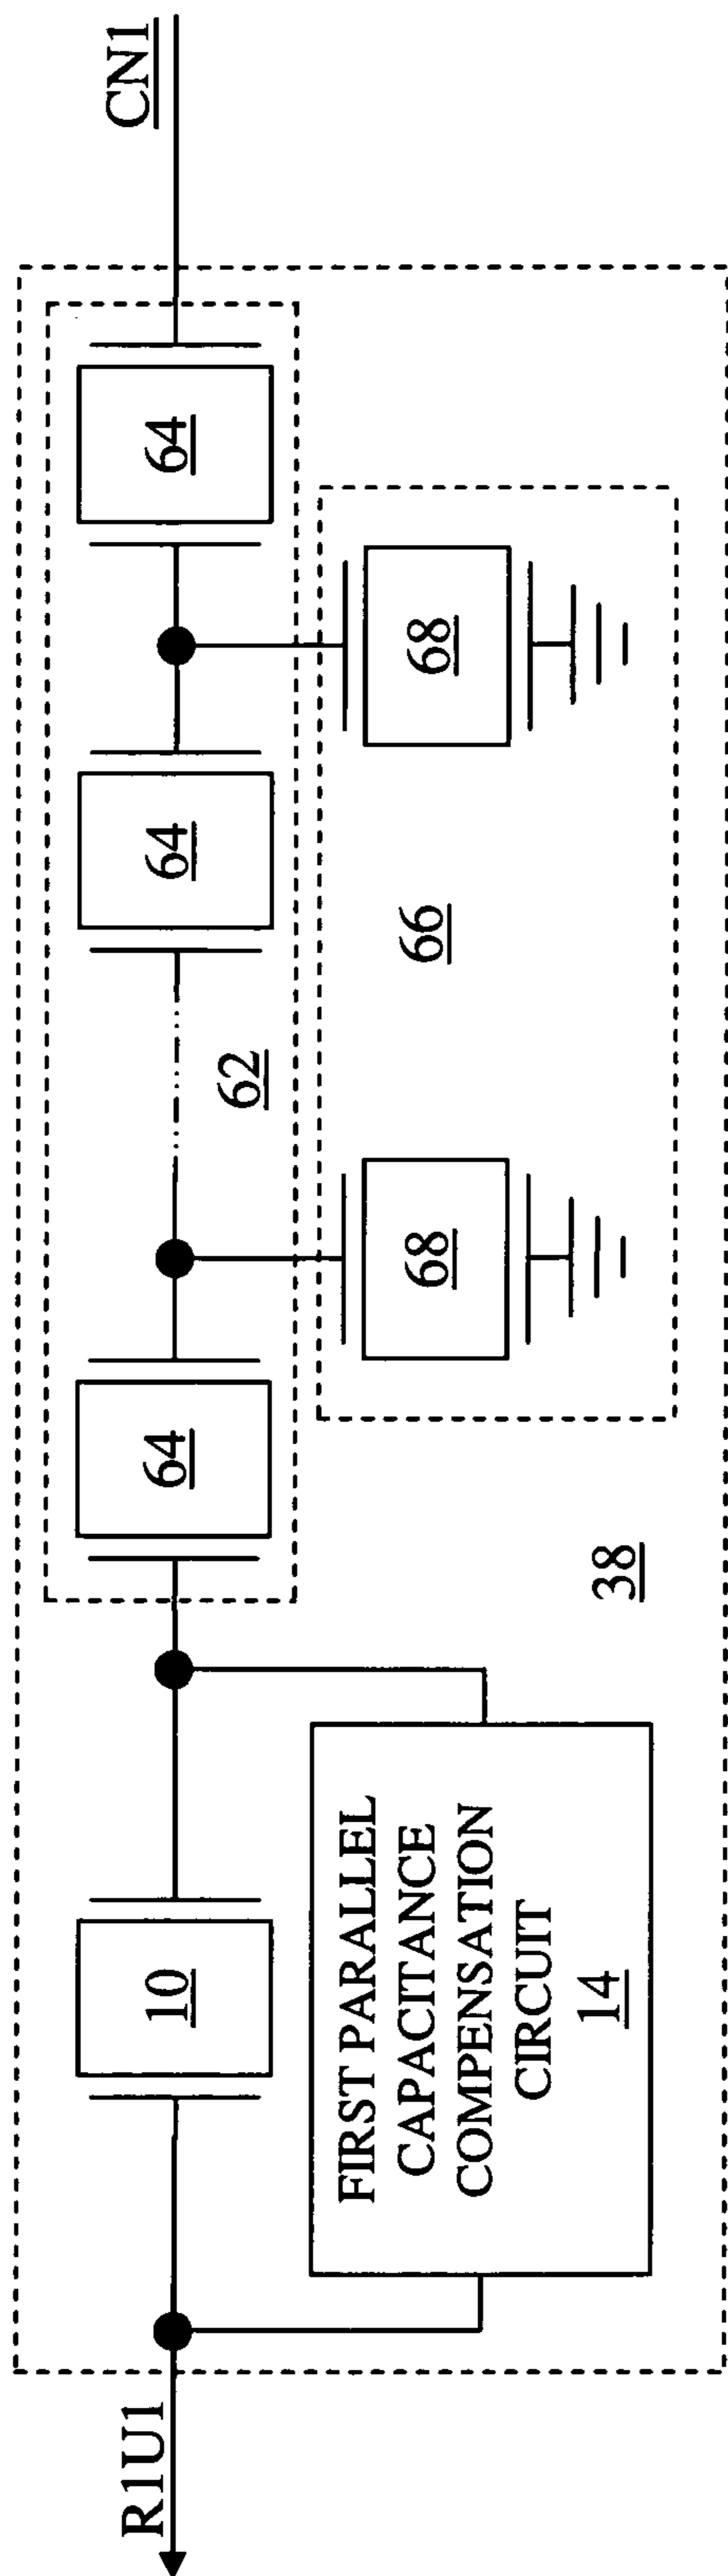 R1U1
10
FIRST PARALLEL
CAPACITANCE
COMPENSATION
CIRCUIT
14
38
64
62
64
64
CN1
68
66
68